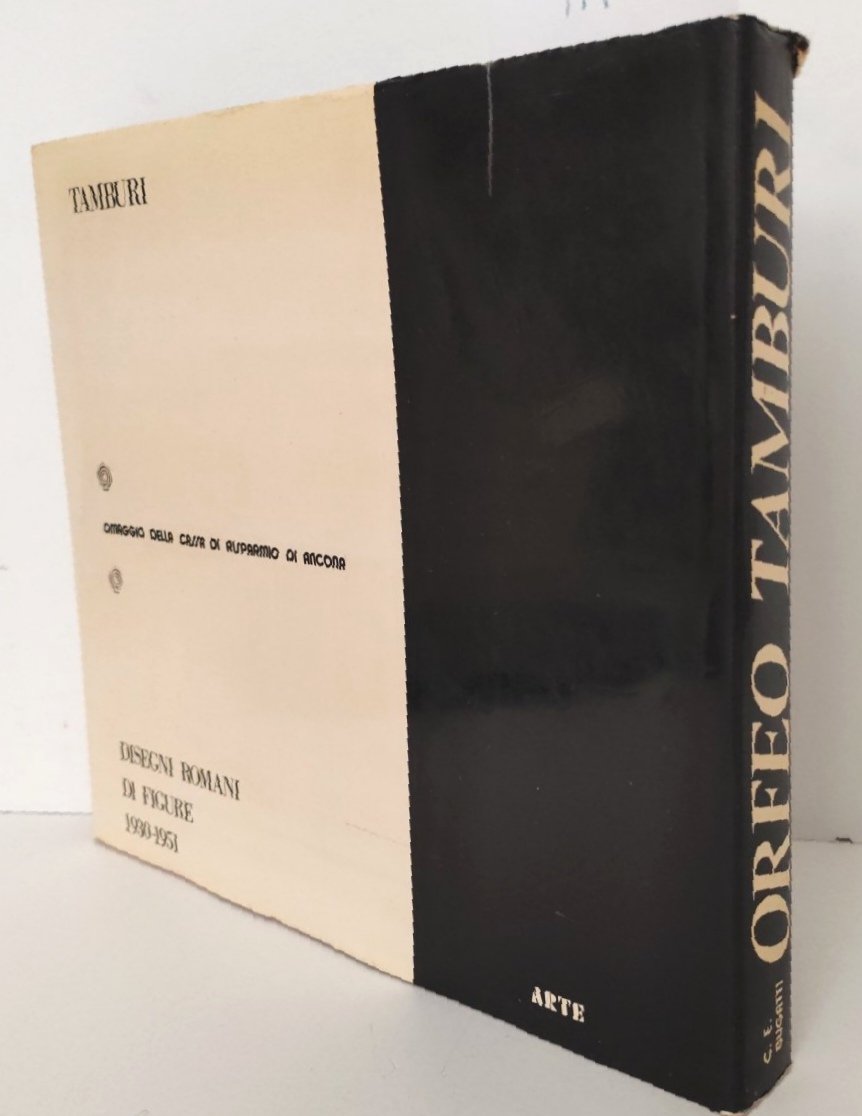 TAMBURI
OMAGGIO DELLA CASSA DI RISPARMIO DI ANCONA
DISEGNI ROMANI
DI FIGURE
1930-1951
ARTE
ORFEO TAMBURI
C. E.
BUGATTI